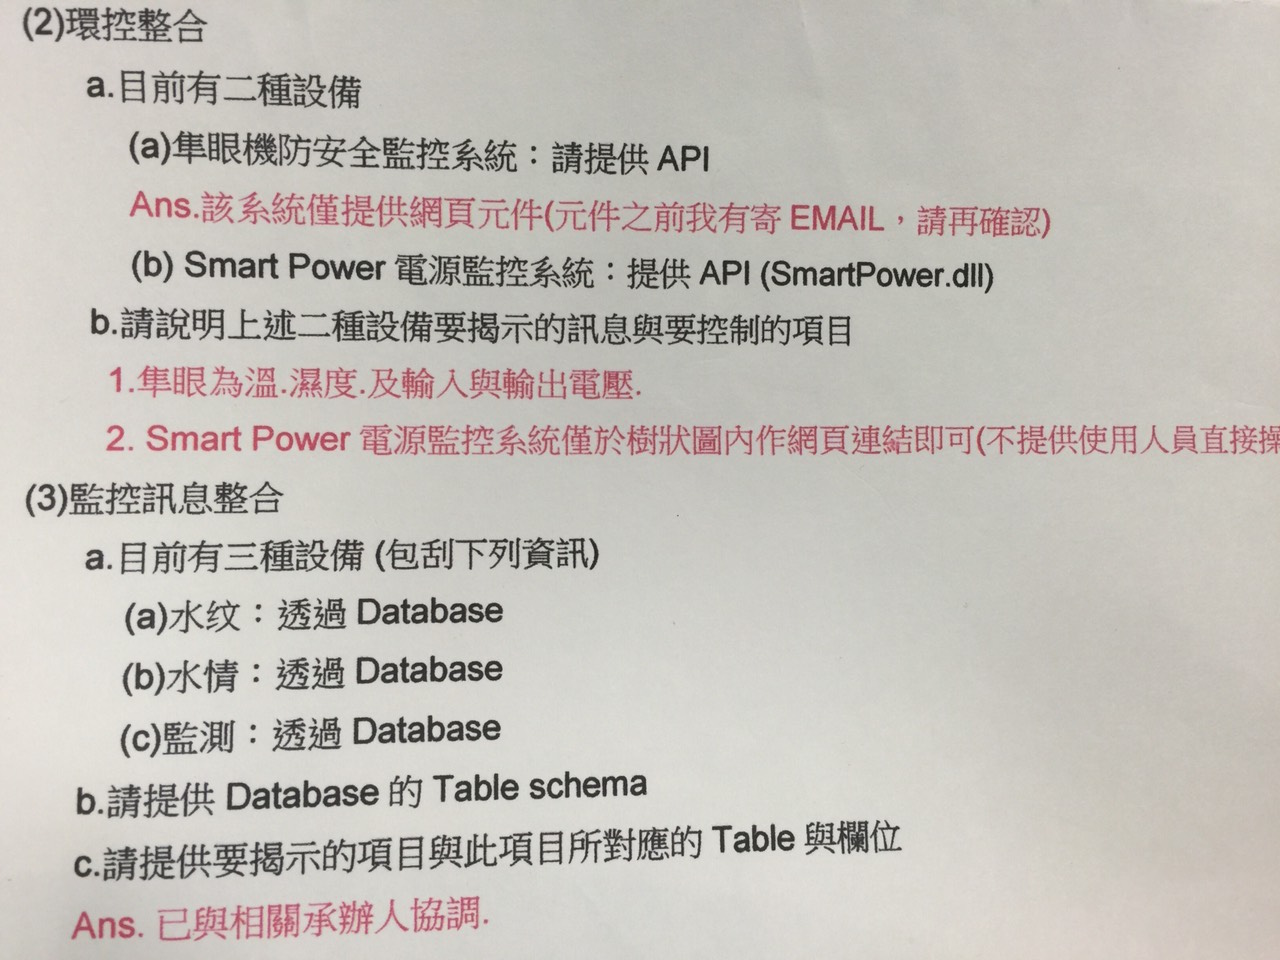 (2)環控整合
a.目前有二種設備
(a)隼眼機防安全監控系統：請提供 API
Ans.該系統僅提供網頁元件(元件之前我有寄 EMAIL，請再確認)
(b) Smart Power 電源監控系統：提供 API (SmartPower.dll)
b.請說明上述二種設備要揭示的訊息與要控制的項目
1.隼眼為溫.濕度.及輸入與輸出電壓.
2. Smart Power 電源監控系統僅於樹狀圖內作網頁連結即可(不提供使用人員直接操
(3)監控訊息整合
a.目前有三種設備 (包刮下列資訊)
(a)水纹：透過 Database
(b)水情：透過 Database
(c)監測：透過 Database
b.請提供 Database 的 Table schema
c.請提供要揭示的項目與此項目所對應的 Table 與欄位
Ans. 已與相關承辦人協調.